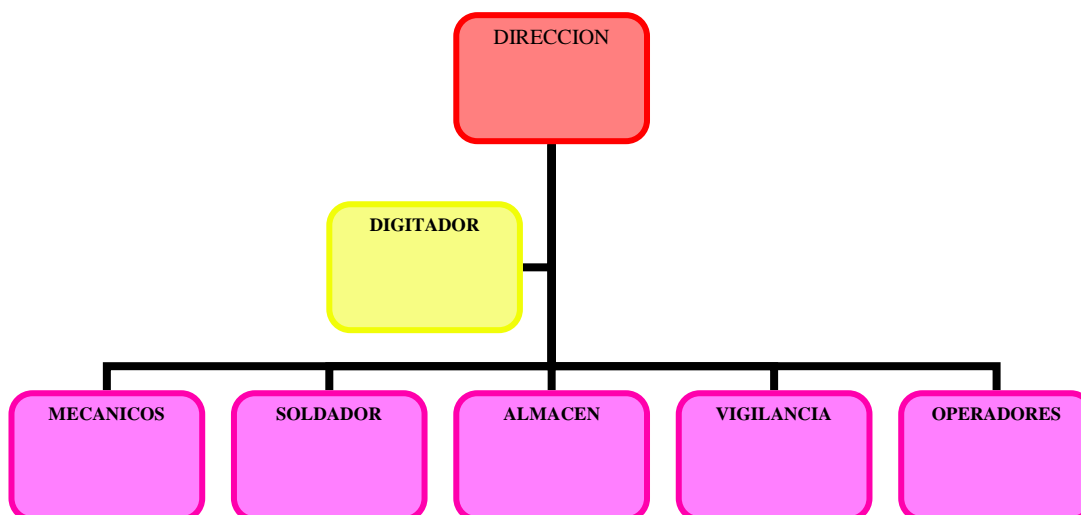 DIRECCION
DIGITADOR
MECANICOS
SOLDADOR
ALMACEN
VIGILANCIA
OPERADORES